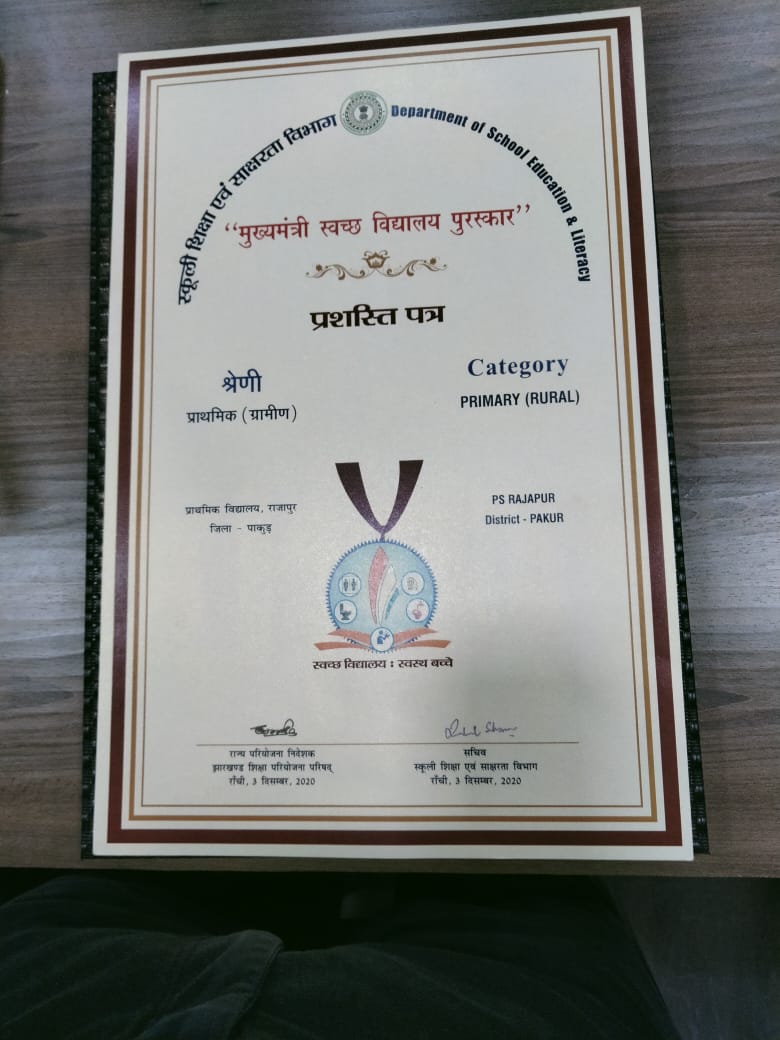 स्कूली शिक्षा एवं साक्षरता विभाग
Department of School Education & Literacy
“मुख्यमंत्री स्वच्छ विद्यालय पुरस्कार”
प्रशस्ति पत्र
श्रेणी
प्राथमिक (ग्रामीण)
Category
PRIMARY (RURAL)
प्राथमिक विद्यालय, राजापुर
जिला - पाकुड़
PS RAJAPUR
District - PAKUR
स्वच्छ विद्यालय : स्वस्थ बच्चे
राज्य परियोजना निदेशक
झारखण्ड शिक्षा परियोजना परिषद्
राँची, 3 दिसम्बर, 2020
सचिव
स्कूली शिक्षा एवं साक्षरता विभाग
राँची, 3 दिसम्बर, 2020